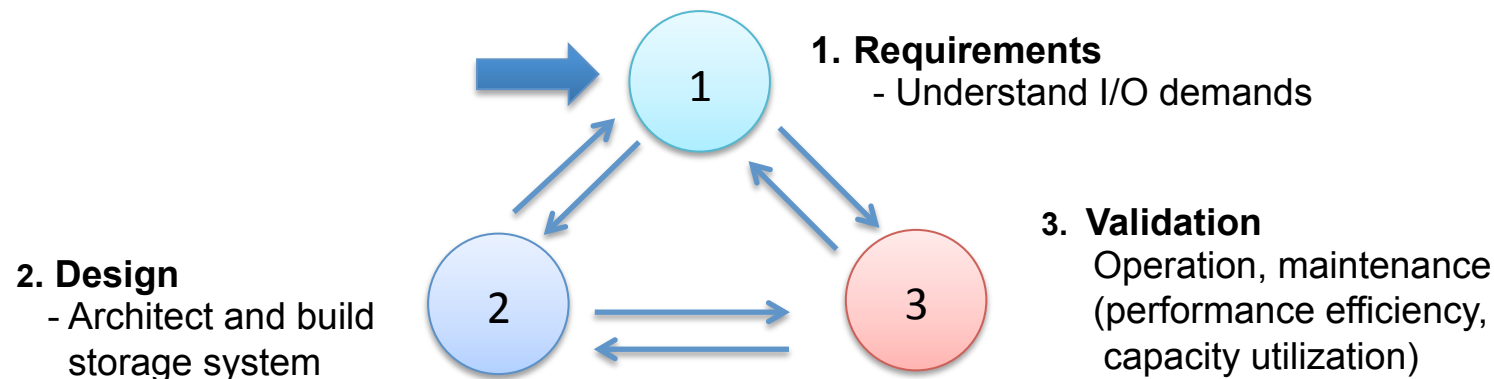 1
1. Requirements
- Understand I/O demands
2
2. Design
- Architect and build
storage system
3
3. Validation
Operation, maintenance
(performance efficiency,
capacity utilization)